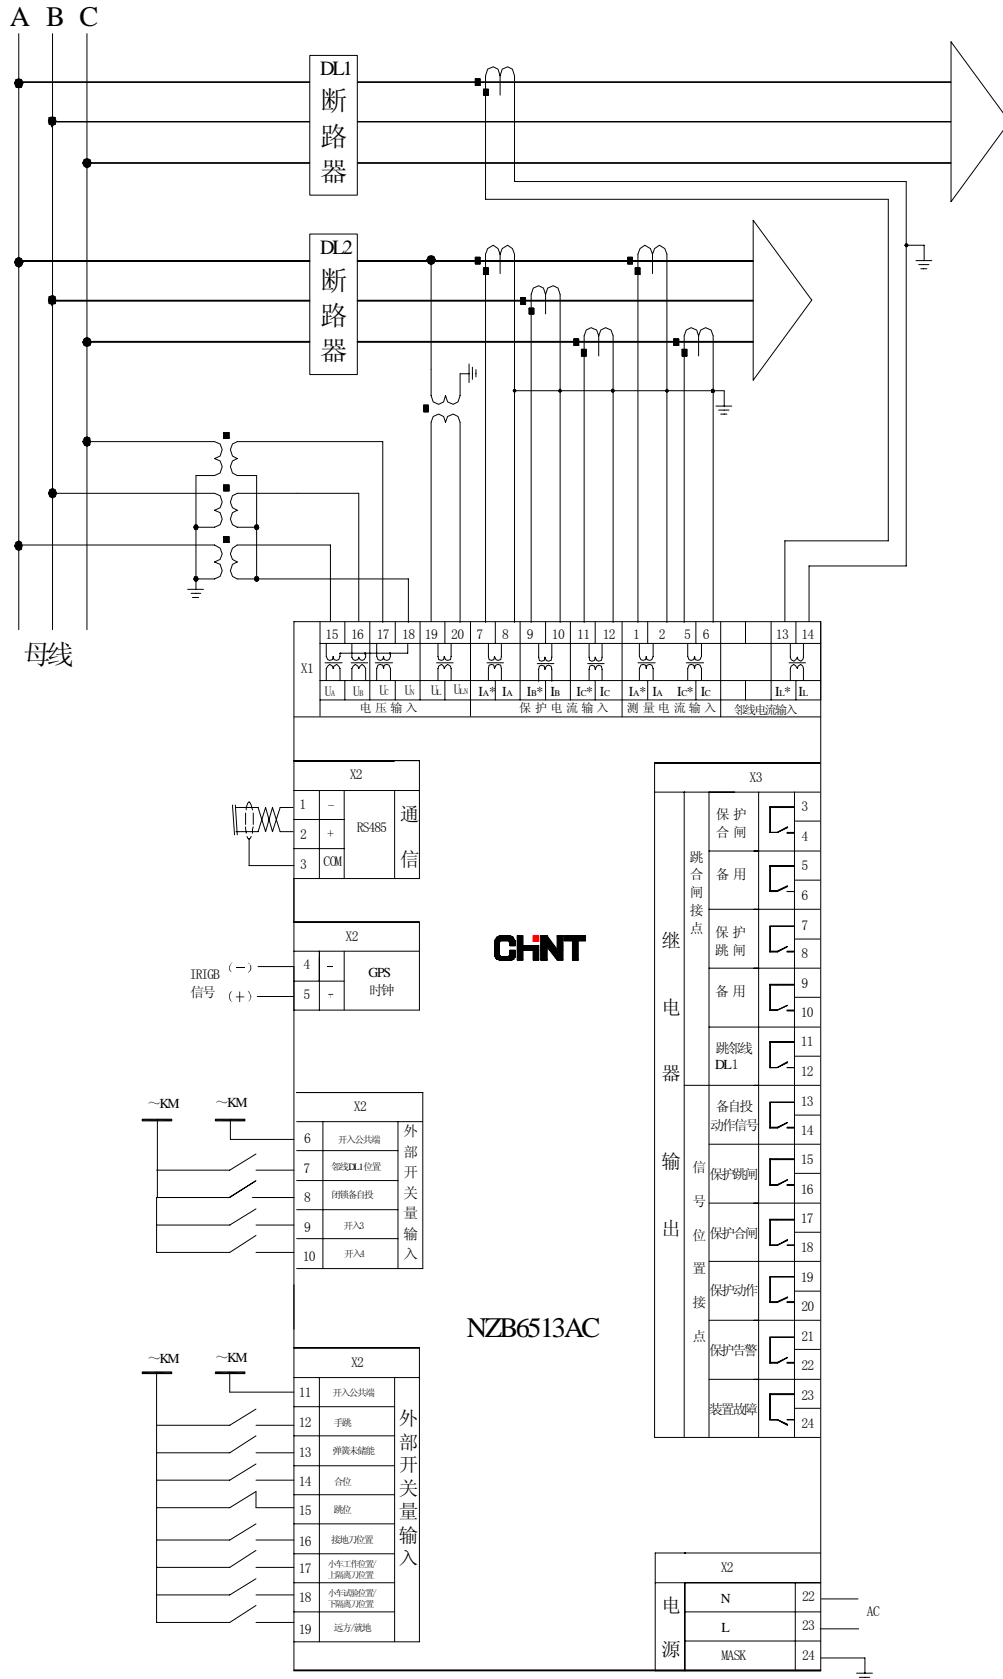 A B C
DL1
断路器
DL2
断路器
母线
X1
15 16 17 18 19 20 7 8 9 10 11 12 1 2 5 6 13 14
UA UB UC UN UL ULN IA* IA IB* IB IC* IC IA* IA IC* IC IL* IL
电压输入 保护电流输入 测量电流输入 邻线电流输入
X2
1 −
2 +
3 COM
RS485
通信
X2
IRIGB (−)
信号 (+)
4 −
5
GPS
时钟
CHNT
~KM ~KM
X2
6 开入公共端
7 邻线DL1位置
8 闭锁备自投
9 开入3
10 开入4
外部开关量输入
NZB6513AC
~KM ~KM
X2
11 开入公共端
12 手跳
13 弹簧未储能
14 合位
15 跳位
16 接地刀位置
17 小车工作位置/
上隔离刀位置
18 小车试验位置/
下隔离刀位置
19 远方/就地
外部开关量输入
X3
继电器输出
跳合闸接点
保护
合闸
3
4
备用
5
6
保护
跳闸
7
8
备用
9
10
跳邻线
DL1
11
12
信号位置接点
备自投
动作信号
13
14
保护跳闸
15
16
保护合闸
17
18
保护动作
19
20
保护告警
21
22
装置故障
23
24
X2
电源
N 22
L 23
MASK 24
AC